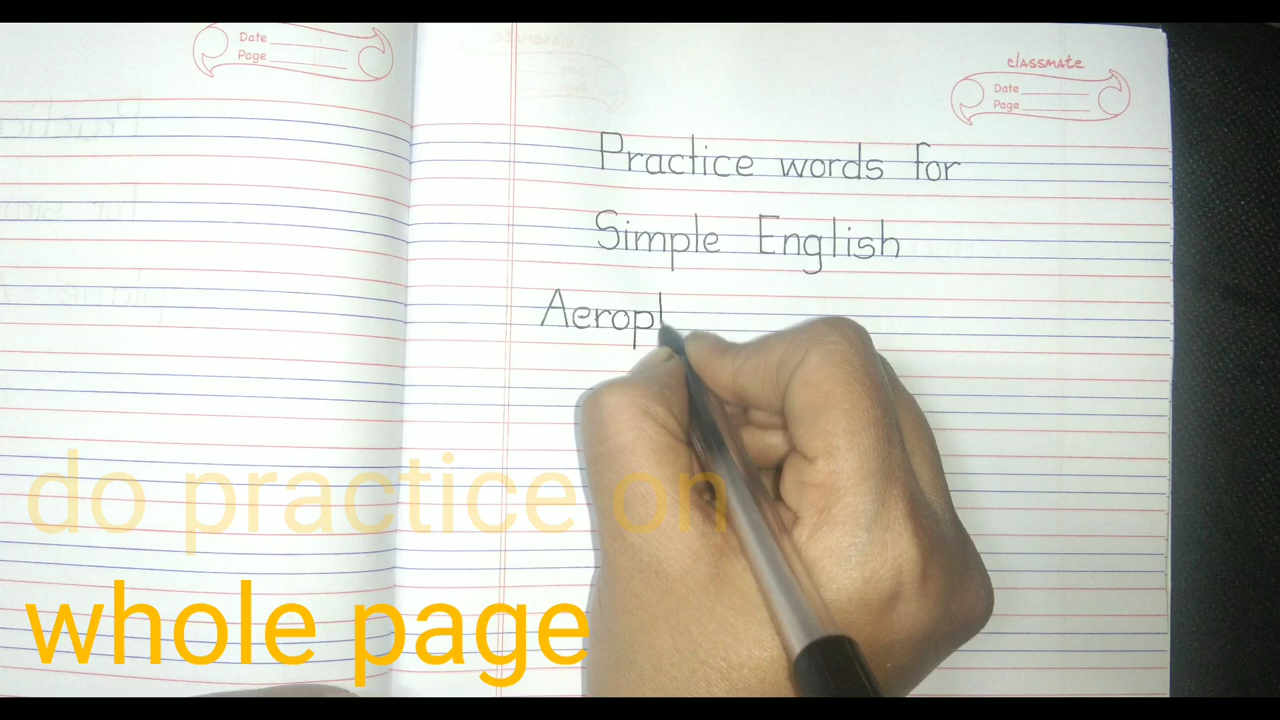 Date
Page
classmate
Date
Page
Practice words for
Simple English
Aeropl
do practice on
whole page